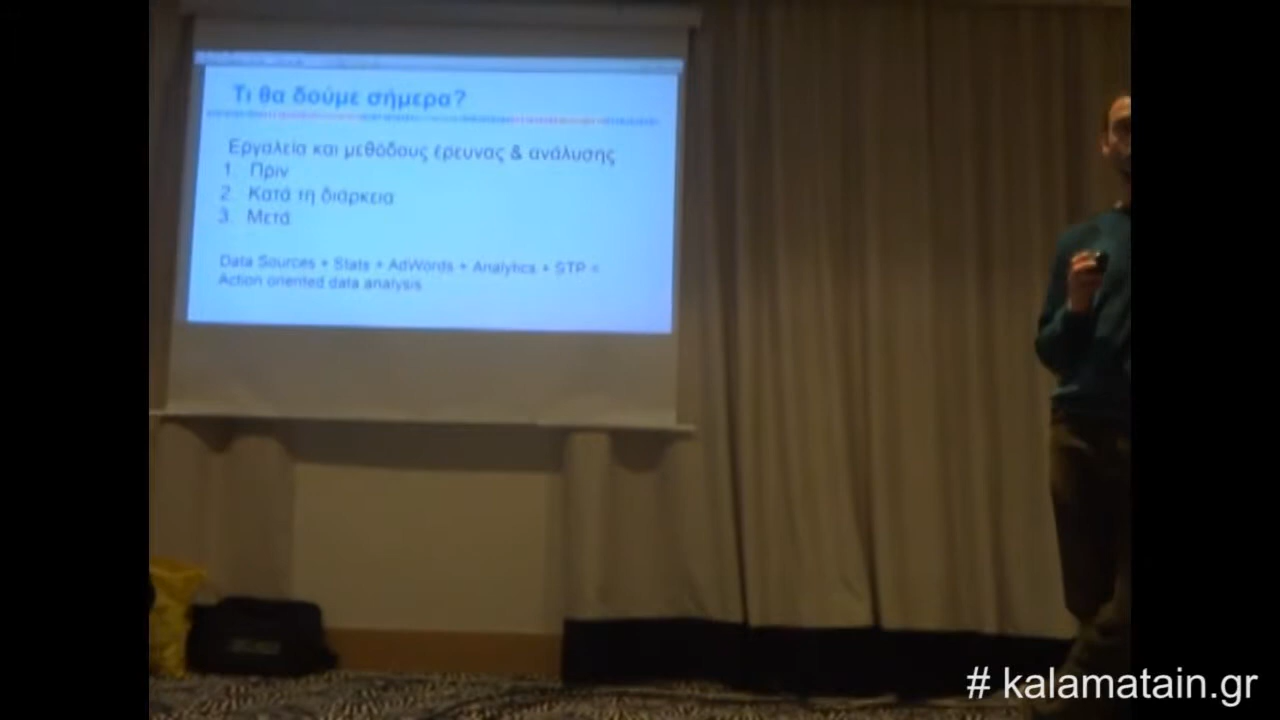 Τι θα δούμε σήμερα?
Εργαλεία και μεθόδους έρευνας & ανάλυσης
1. Πριν
2. Κατά τη διάρκεια
3. Μετά
Data Sources + Stats + AdWords + Analytics + STP =
Action oriented data analysis
# kalamatain.gr